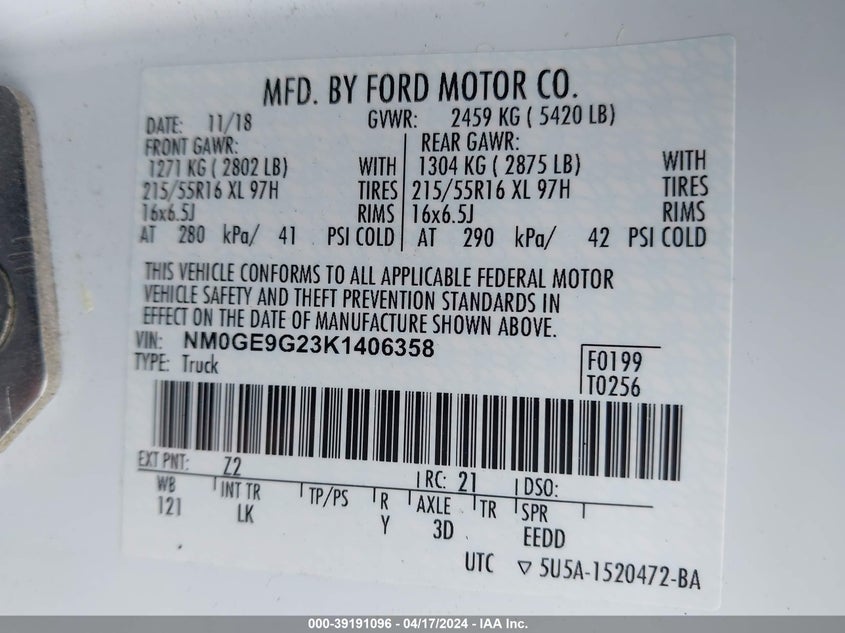 MFD. BY FORD MOTOR CO.
DATE: 11/18 GVWR: 2459 KG ( 5420 LB)
FRONT GAWR: REAR GAWR:
1271 KG ( 2802 LB) WITH 1304 KG ( 2875 LB) WITH
215/55R16 XL 97H TIRES 215/55R16 XL 97H TIRES
16x6.5J RIMS 16x6.5J RIMS
AT 280 kPa/ 41 PSI COLD AT 290 kPa/ 42 PSI COLD
THIS VEHICLE CONFORMS TO ALL APPLICABLE FEDERAL MOTOR
VEHICLE SAFETY AND THEFT PREVENTION STANDARDS IN
EFFECT ON THE DATE OF MANUFACTURE SHOWN ABOVE.
VIN: NM0GE9G23K1406358 F0199
TYPE: Truck T0256
EXT PNT: Z2 RC: 21 DSO:
WB INT TR TP/PS R AXLE TR SPR
121 LK Y 3D EEDD
UTC ▽ 5U5A-1520472-BA
000-39191096 - 04/17/2024 - IAA Inc.